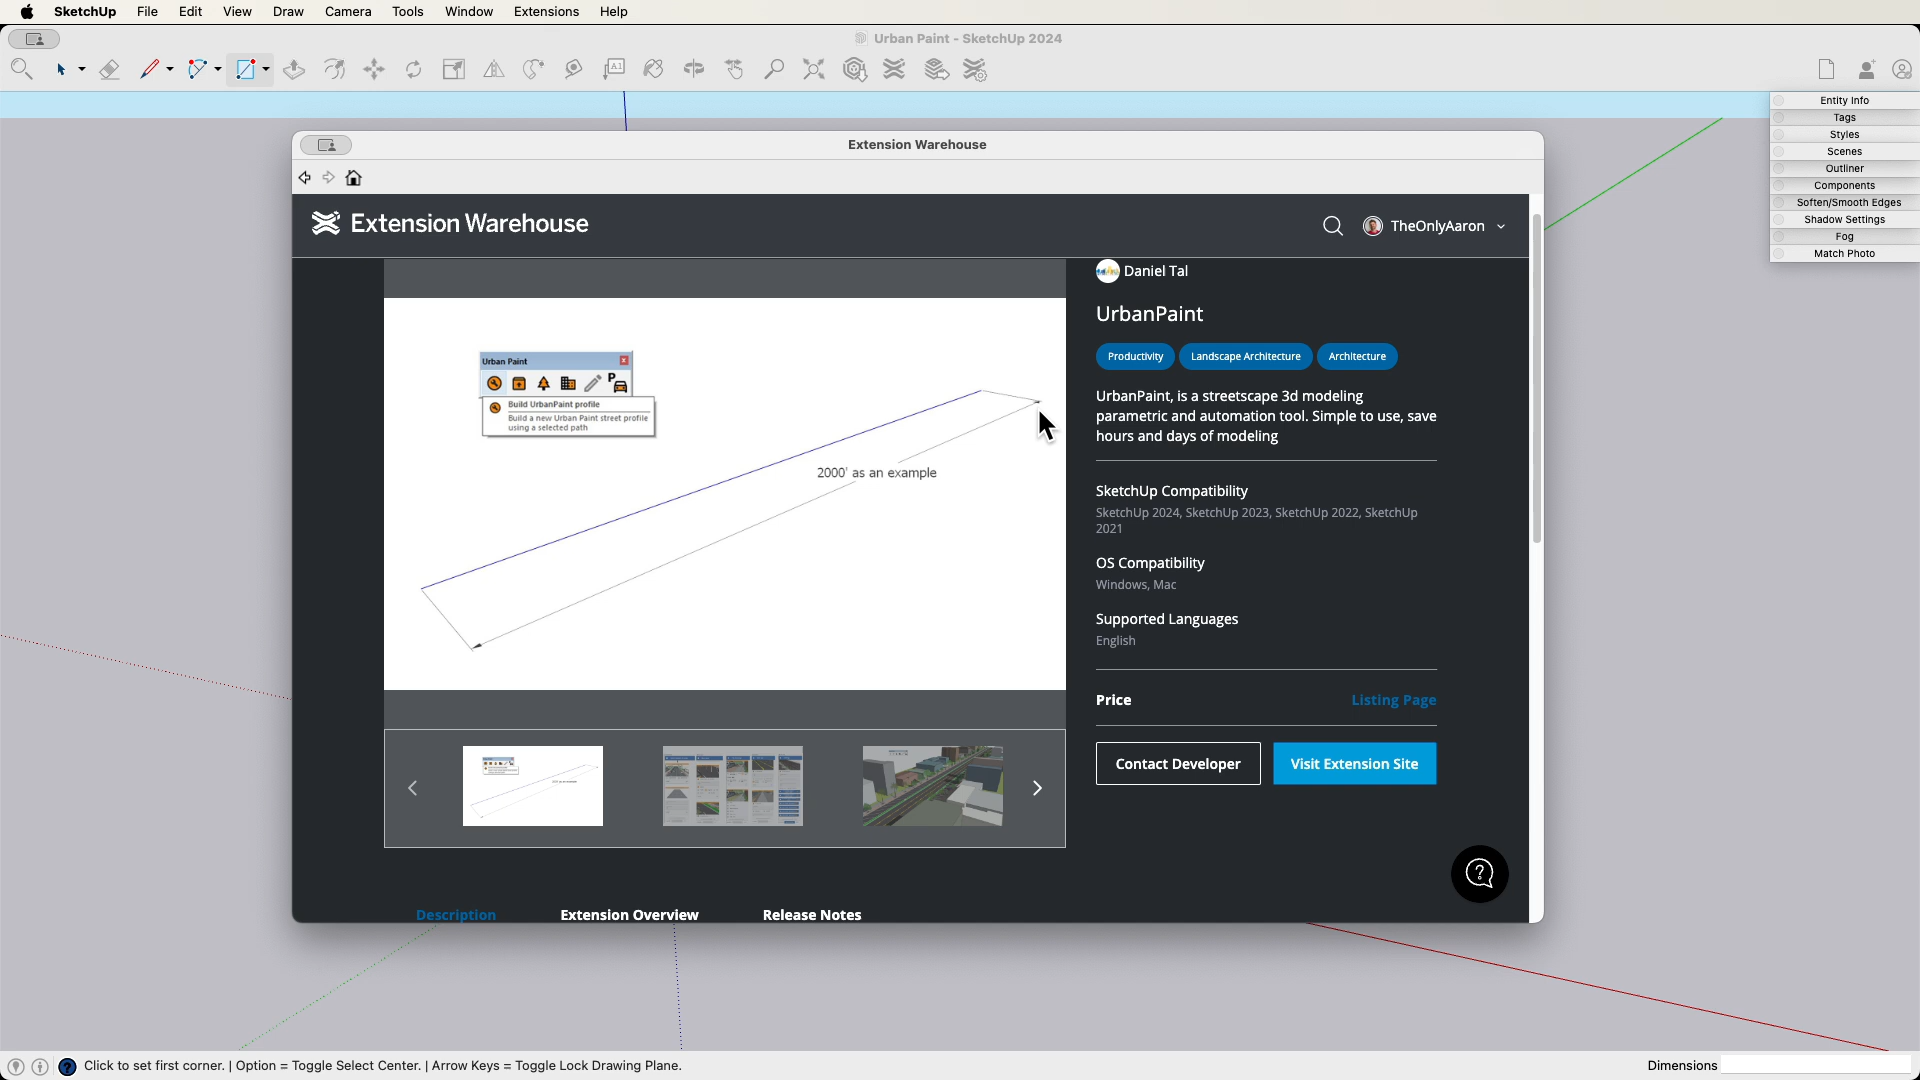 SketchUp File Edit View Draw Camera Tools Window Extensions Help
Urban Paint - SketchUp 2024
A1
Entity Info
Tags
Styles
Scenes
Outliner
Components
Soften/Smooth Edges
Shadow Settings
Fog
Match Photo
Extension Warehouse
Extension Warehouse
TheOnlyAaron
Daniel Tal
UrbanPaint
Productivity Landscape Architecture Architecture
UrbanPaint, is a streetscape 3d modeling
parametric and automation tool. Simple to use, save
hours and days of modeling
SketchUp Compatibility
SketchUp 2024, SketchUp 2023, SketchUp 2022, SketchUp
2021
OS Compatibility
Windows, Mac
Supported Languages
English
Price Listing Page
Contact Developer Visit Extension Site
Urban Paint
P
Build UrbanPaint profile
Build a new Urban Paint street profile
using a selected path
2000' as an example
Description Extension Overview Release Notes
Click to set first corner. | Option = Toggle Select Center. | Arrow Keys = Toggle Lock Drawing Plane.
Dimensions